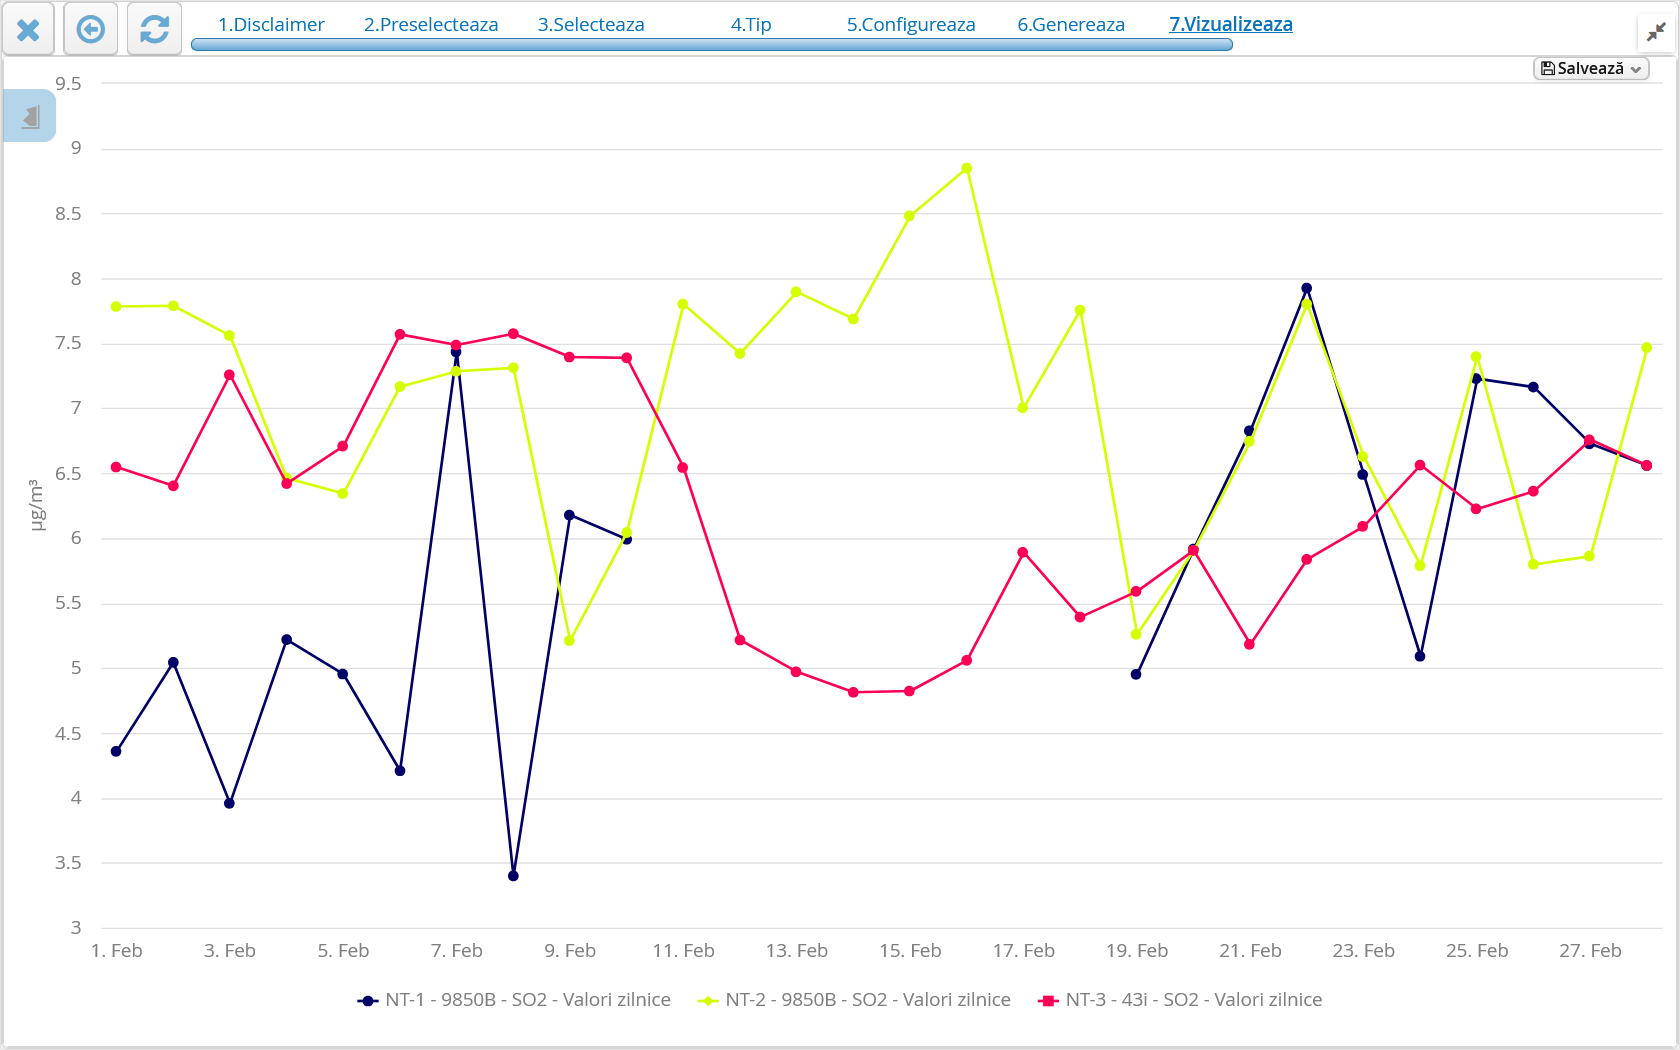 1.Disclaimer 2.Preselecteaza 3.Selecteaza 4.Tip 5.Configureaza 6.Genereaza 7.Vizualizeaza
Salvează
9.5
9
8.5
8
7.5
7
6.5
6
5.5
5
4.5
4
3.5
3
µg/m³
1. Feb 3. Feb 5. Feb 7. Feb 9. Feb 11. Feb 13. Feb 15. Feb 17. Feb 19. Feb 21. Feb 23. Feb 25. Feb 27. Feb
NT-1 - 9850B - SO2 - Valori zilnice NT-2 - 9850B - SO2 - Valori zilnice NT-3 - 43i - SO2 - Valori zilnice